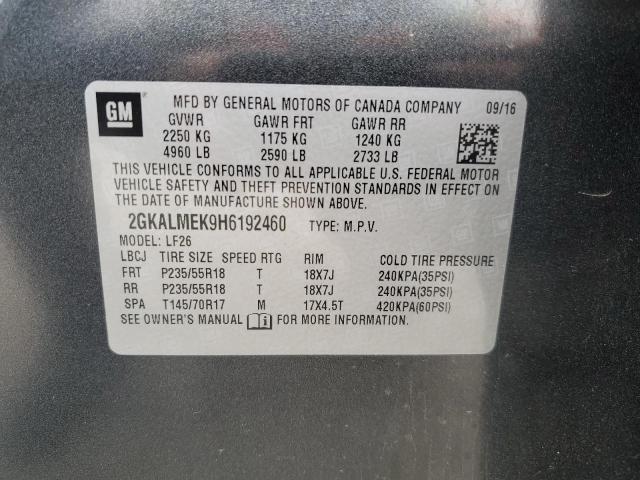 GM
MFD BY GENERAL MOTORS OF CANADA COMPANY 09/16
GVWR GAWR FRT GAWR RR
2250 KG 1175 KG 1240 KG
4960 LB 2590 LB 2733 LB
THIS VEHICLE CONFORMS TO ALL APPLICABLE U.S. FEDERAL MOTOR
VEHICLE SAFETY AND THEFT PREVENTION STANDARDS IN EFFECT ON
THE DATE OF MANUFACTURE SHOWN ABOVE.
2GKALMEK9H6192460 TYPE: M.P.V.
MODEL: LF26
LBCJ TIRE SIZE SPEED RTG RIM COLD TIRE PRESSURE
FRT P235/55R18 T 18X7J 240KPA(35PSI)
RR P235/55R18 T 18X7J 240KPA(35PSI)
SPA T145/70R17 M 17X4.5T 420KPA(60PSI)
SEE OWNER'S MANUAL FOR MORE INFORMATION.